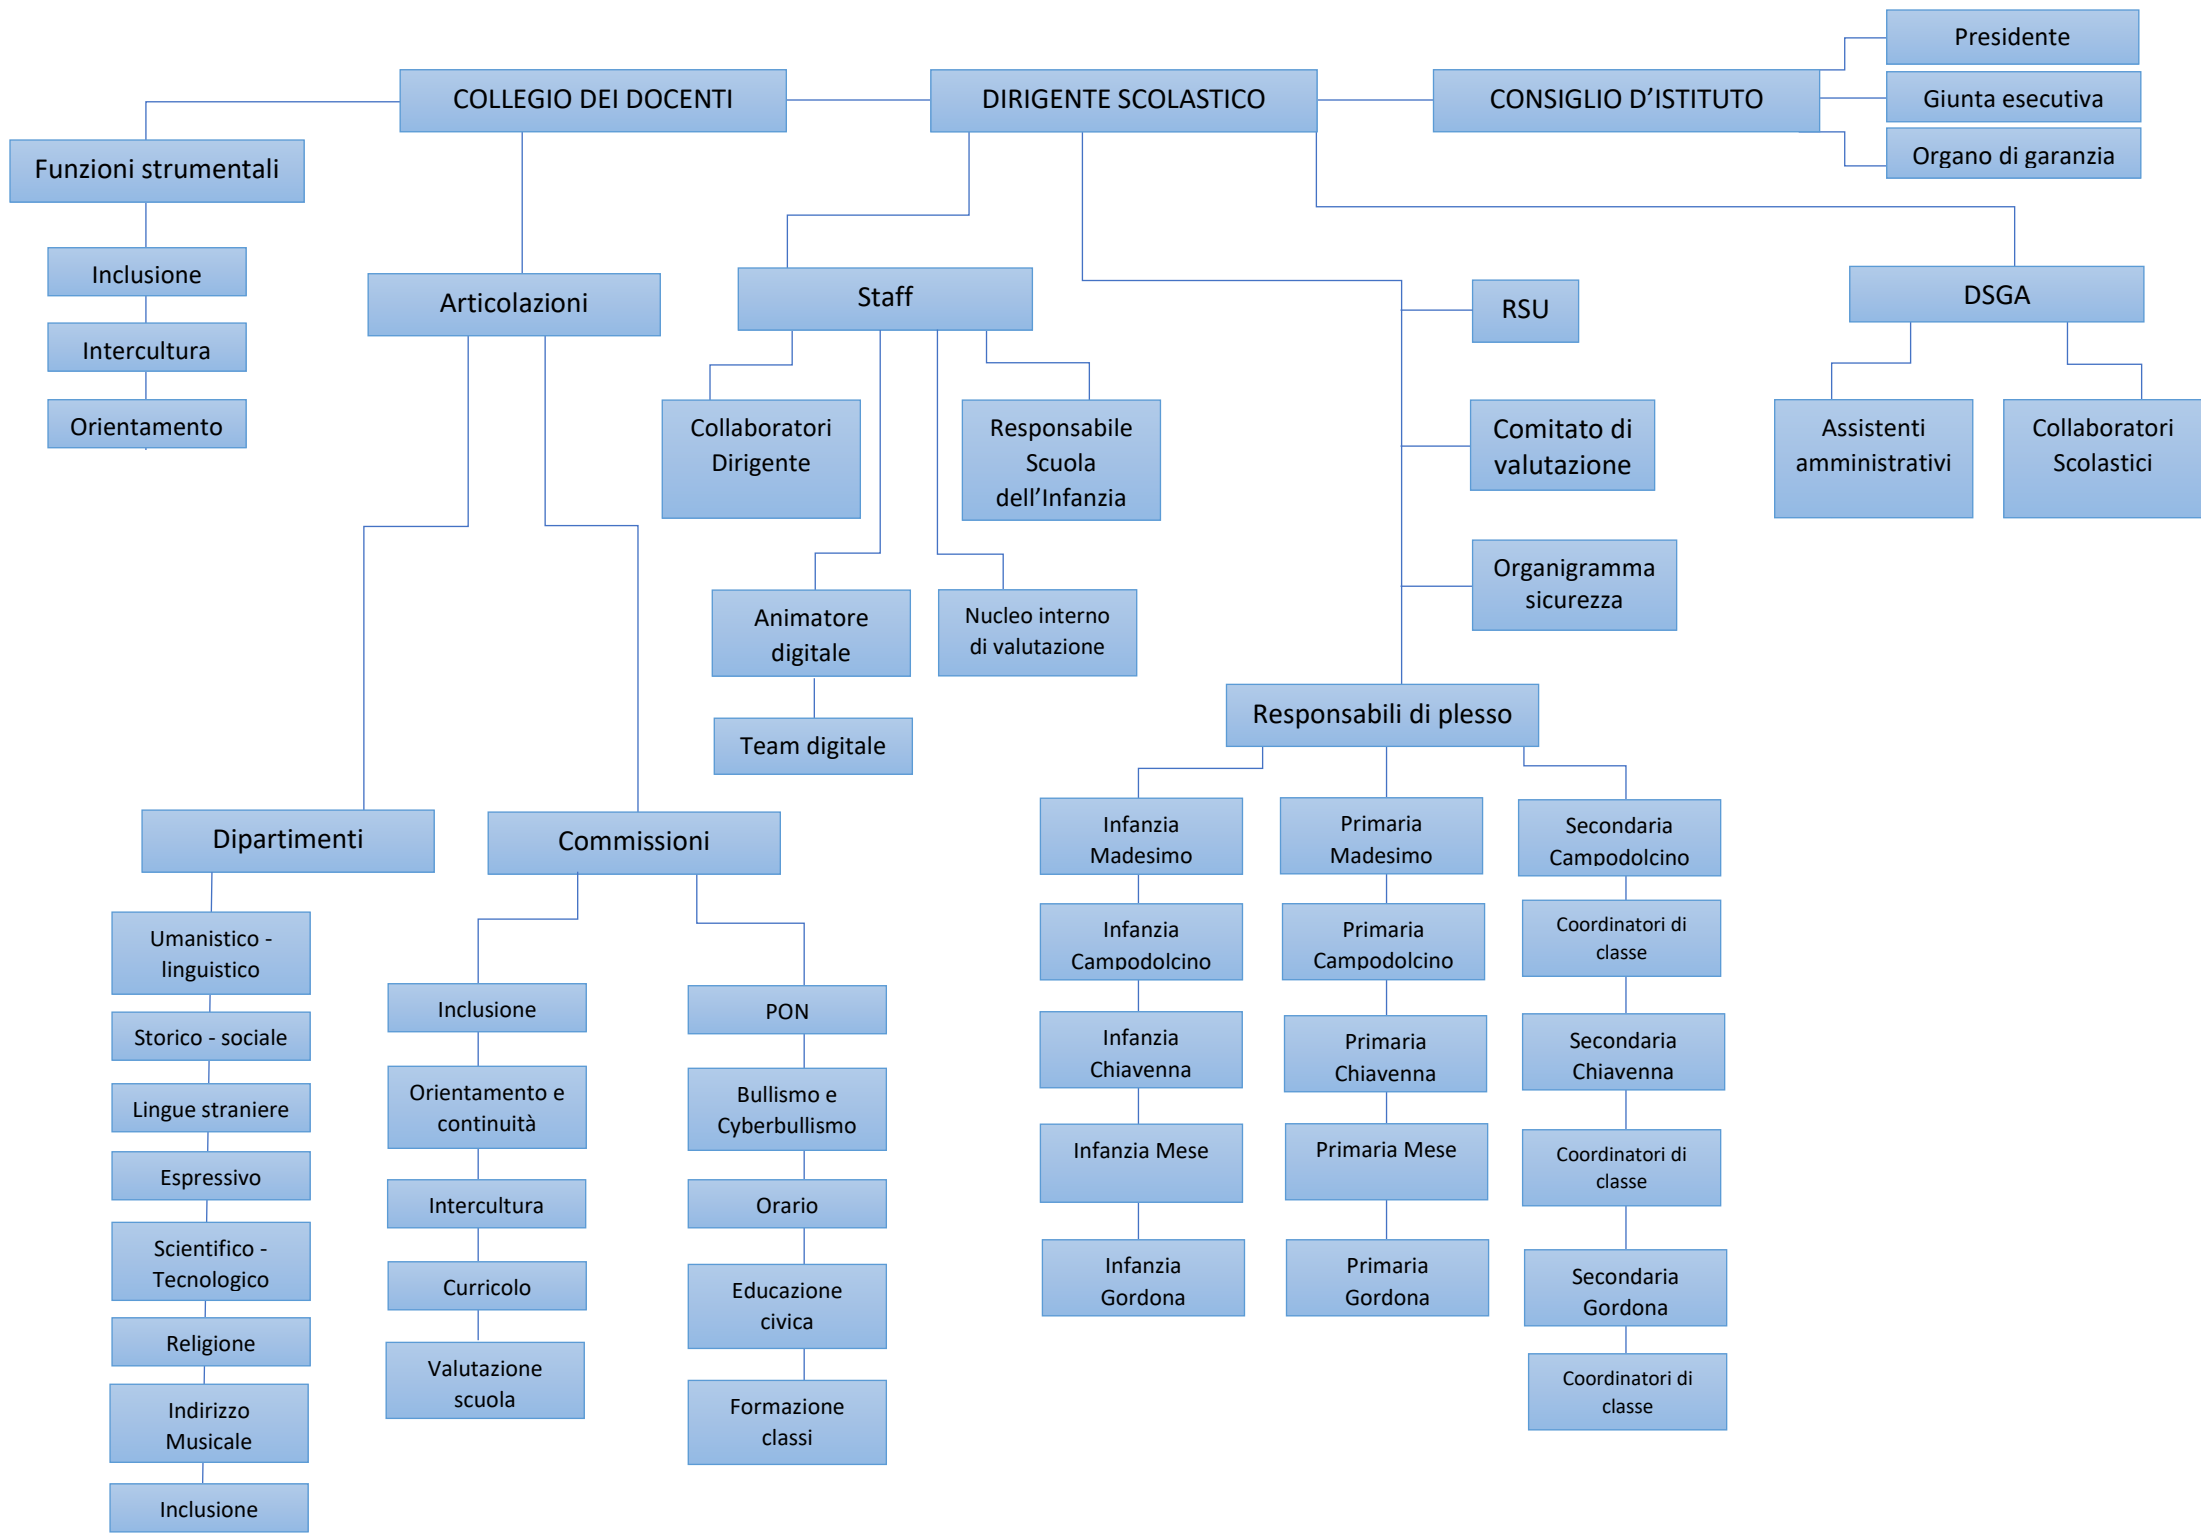 Presidente
COLLEGIO DEI DOCENTI
DIRIGENTE SCOLASTICO
CONSIGLIO D’ISTITUTO
Giunta esecutiva
Organo di garanzia
Funzioni strumentali
Inclusione
Intercultura
Orientamento
Articolazioni
Staff
RSU
DSGA
Collaboratori
Dirigente
Responsabile
Scuola
dell’Infanzia
Comitato di
valutazione
Assistenti
amministrativi
Collaboratori
Scolastici
Organigramma
sicurezza
Animatore
digitale
Nucleo interno
di valutazione
Team digitale
Responsabili di plesso
Dipartimenti
Commissioni
Umanistico -
linguistico
Storico - sociale
Lingue straniere
Espressivo
Scientifico -
Tecnologico
Religione
Indirizzo
Musicale
Inclusione
Inclusione
Orientamento e
continuità
Intercultura
Curricolo
Valutazione
scuola
PON
Bullismo e
Cyberbullismo
Orario
Educazione
civica
Formazione
classi
Infanzia
Madesimo
Infanzia
Campodolcino
Infanzia
Chiavenna
Infanzia Mese
Infanzia
Gordona
Primaria
Madesimo
Primaria
Campodolcino
Primaria
Chiavenna
Primaria Mese
Primaria
Gordona
Secondaria
Campodolcino
Coordinatori di
classe
Secondaria
Chiavenna
Coordinatori di
classe
Secondaria
Gordona
Coordinatori di
classe